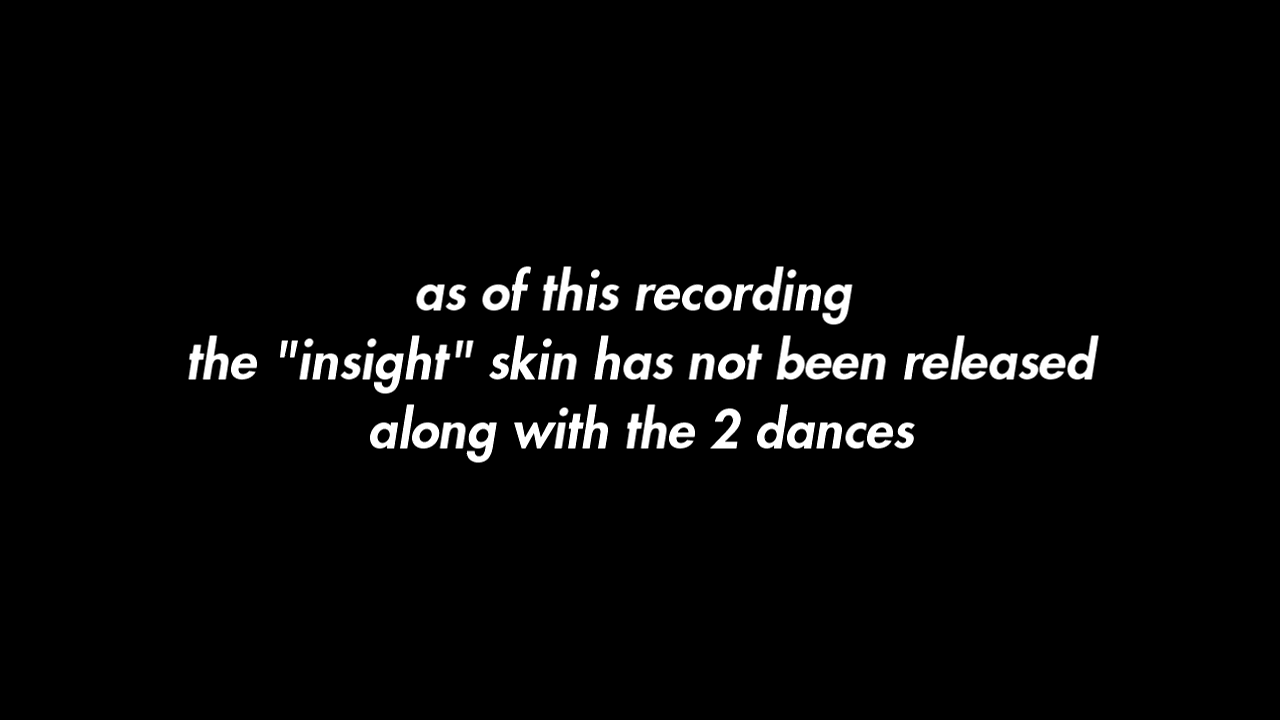 as of this recording
the "insight" skin has not been released
along with the 2 dances